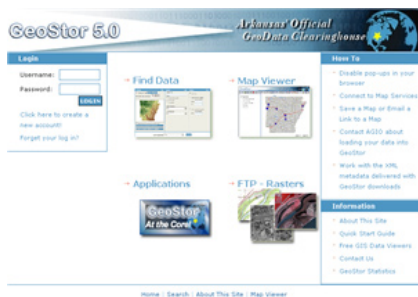 GeoStor 5.0
Arkansas' Official
GeoData Clearinghouse
Login
Username:
Password:
LOGIN
Click here to create a
new account!
Forget your log in?
Find Data
Map Viewer
Applications
GeoStor
At the Core!
FTP - Rasters
How To
Disable pop-ups in your
browser
Connect to Map Services
Save a Map or Email a
Link to a Map
Contact AGIO about
loading your data into
GeoStor
Work with the XML
metadata delivered with
GeoStor downloads
Information
About This Site
Quick Start Guide
Free GIS Data Viewers
Contact Us
GeoStor Statistics
Home | Search | About This Site | Map Viewer